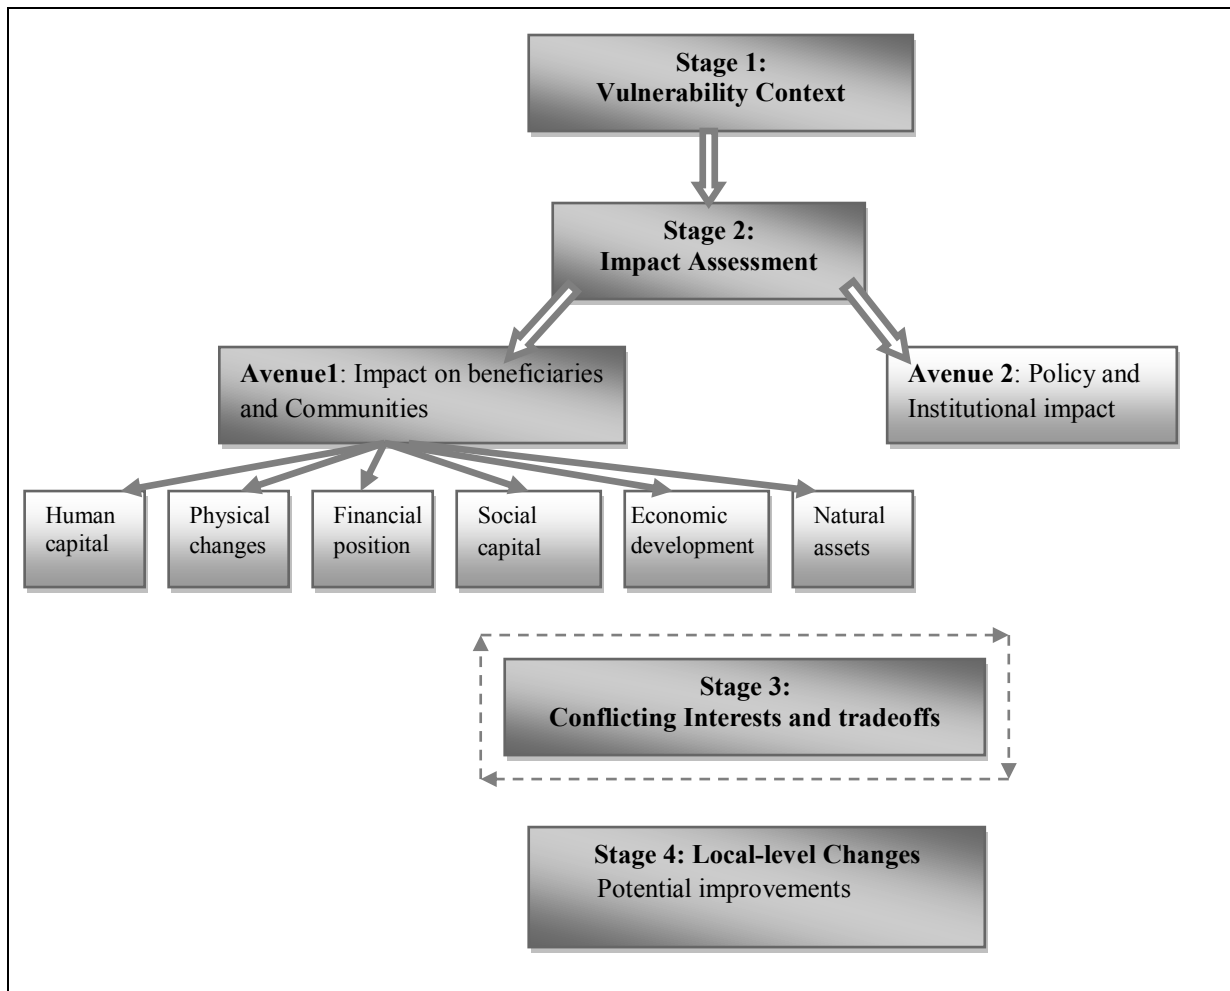 Stage 1:
Vulnerability Context
Stage 2:
Impact Assessment
Avenue1: Impact on beneficiaries
and Communities
Avenue 2: Policy and
Institutional impact
Human
capital
Physical
changes
Financial
position
Social
capital
Economic
development
Natural
assets
Stage 3:
Conflicting Interests and tradeoffs
Stage 4: Local-level Changes
Potential improvements